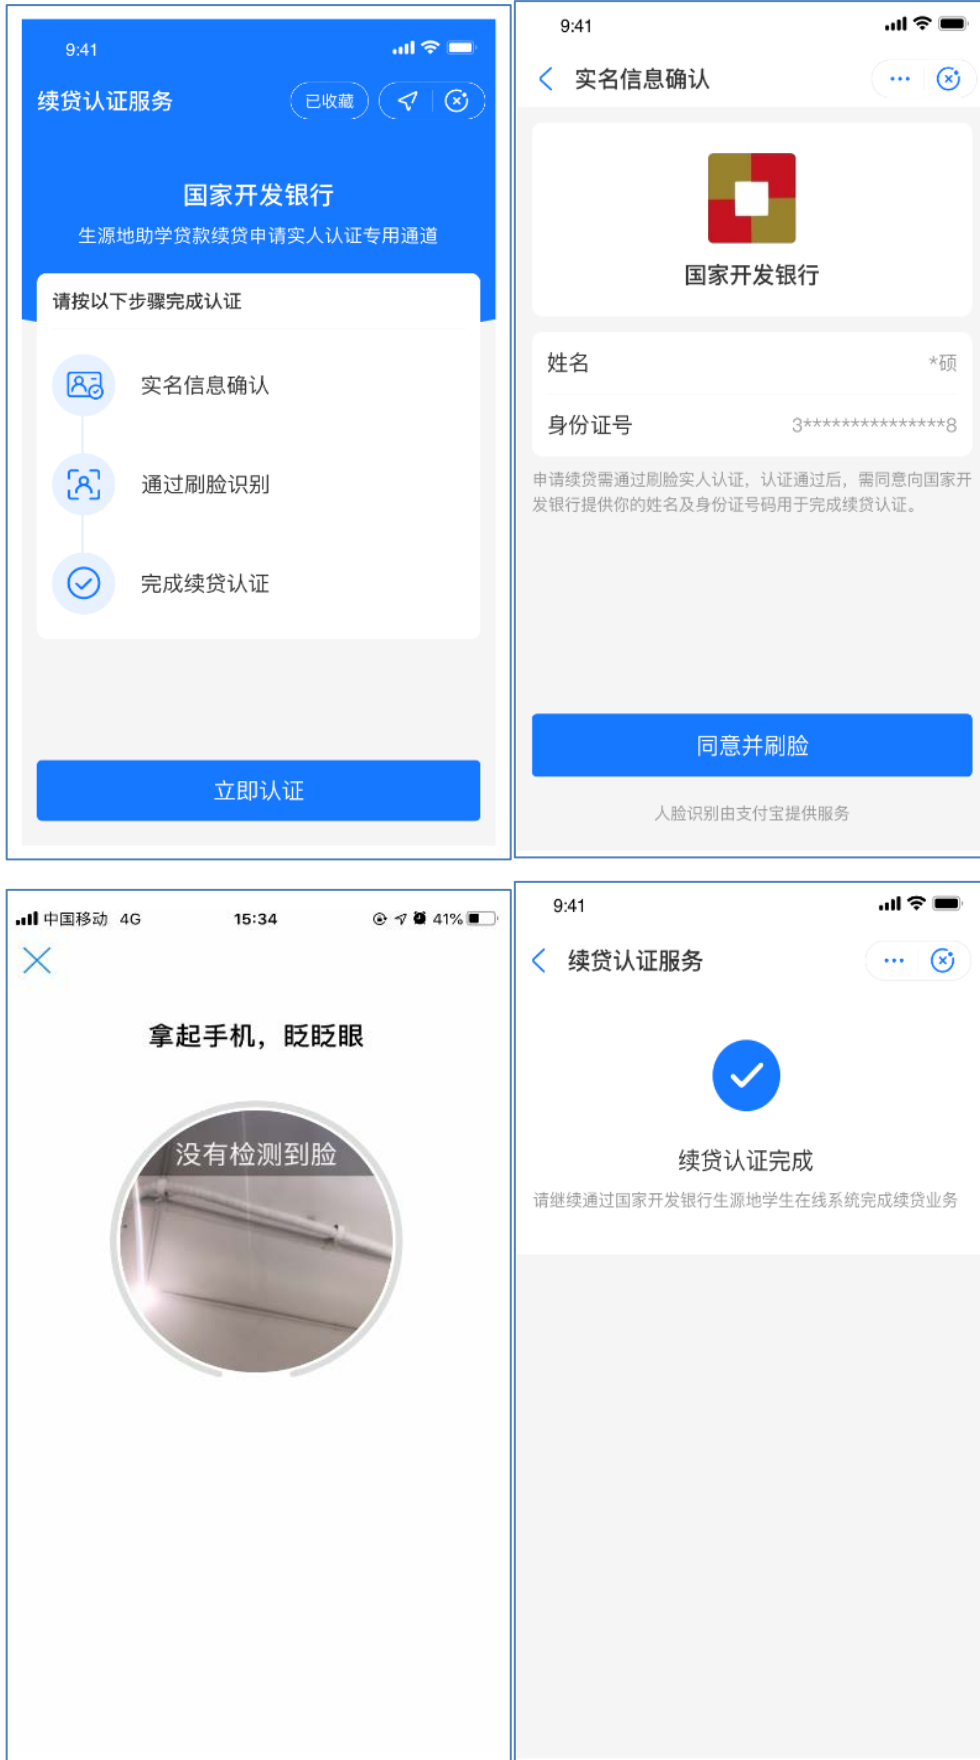 9:41
续贷认证服务
已收藏
国家开发银行
生源地助学贷款续贷申请实人认证专用通道
请按以下步骤完成认证
实名信息确认
通过刷脸识别
完成续贷认证
立即认证
9:41
实名信息确认
国家开发银行
姓名 *硕
身份证号 3****************8
申请续贷需通过刷脸实人认证，认证通过后，需同意向国家开
发银行提供你的姓名及身份证号码用于完成续贷认证。
同意并刷脸
人脸识别由支付宝提供服务
中国移动 4G 15:34 41%
拿起手机，眨眨眼
没有检测到脸
9:41
续贷认证服务
续贷认证完成
请继续通过国家开发银行生源地学生在线系统完成续贷业务